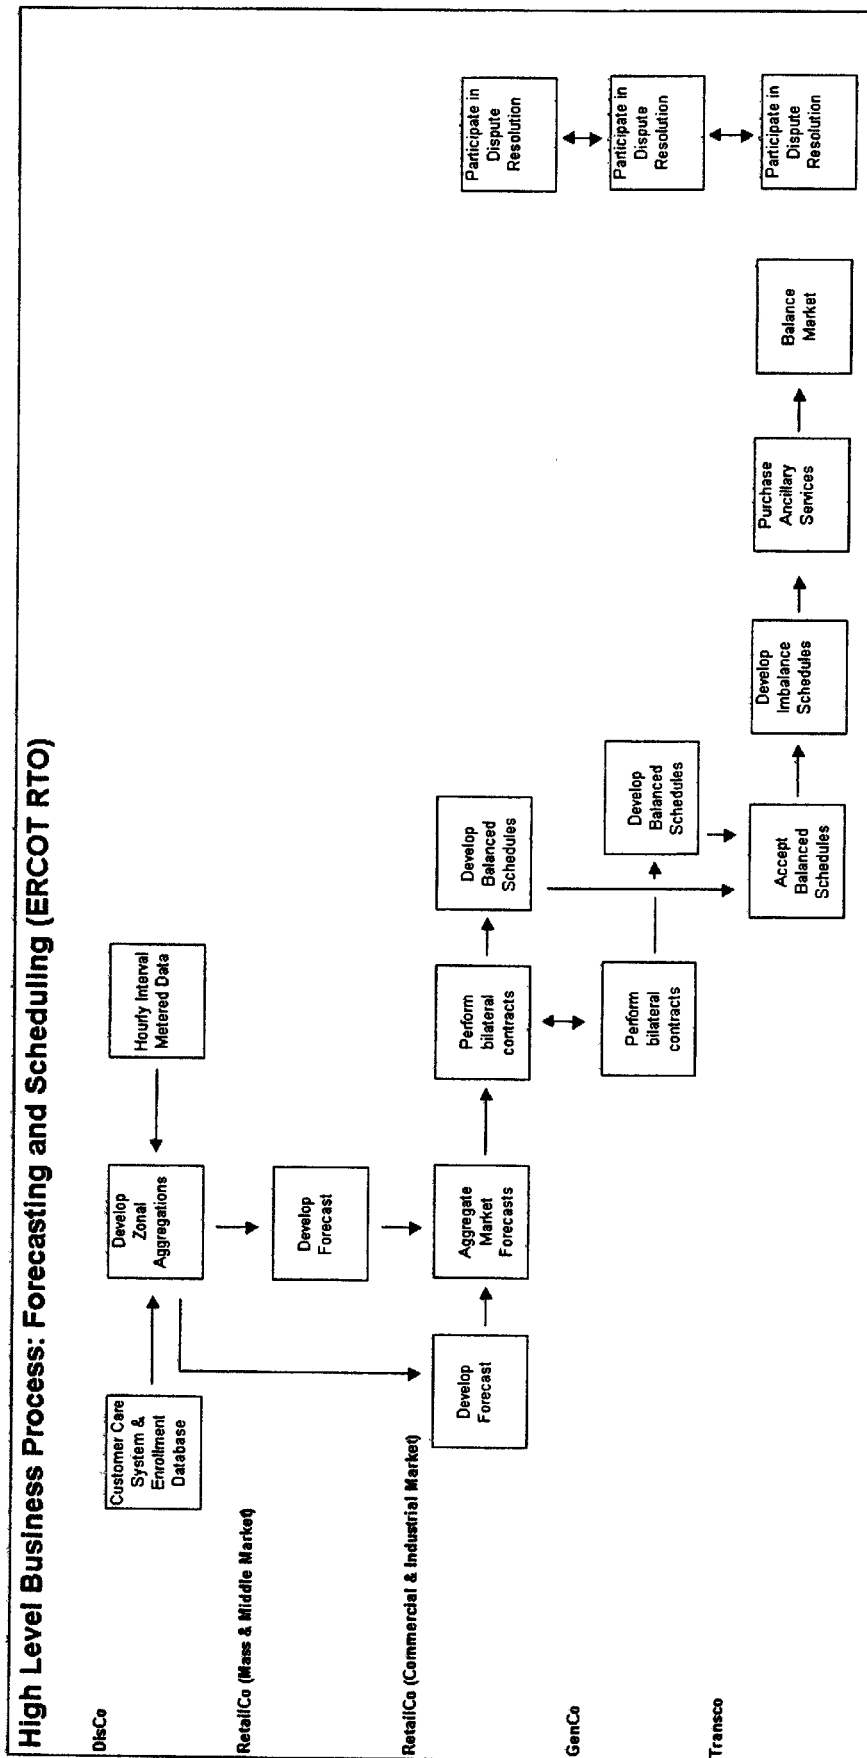 High Level Business Process: Forecasting and Scheduling (ERCOT RTO)
DisCo
Customer Care
System &
Enrollment
Database
Develop
Zonal
Aggregations
Hourly Interval
Metered Data
RetailCo (Mass & Middle Market)
Develop
Forecast
RetailCo (Commercial & Industrial Market)
Develop
Forecast
Aggregate
Market
Forecasts
Perform
bilateral
contracts
Develop
Balanced
Schedules
Participate in
Dispute
Resolution
GenCo
Perform
bilateral
contracts
Develop
Balanced
Schedules
Participate in
Dispute
Resolution
Transco
Accept
Balanced
Schedules
Develop
Imbalance
Schedules
Purchase
Ancillary
Services
Balance
Market
Participate in
Dispute
Resolution